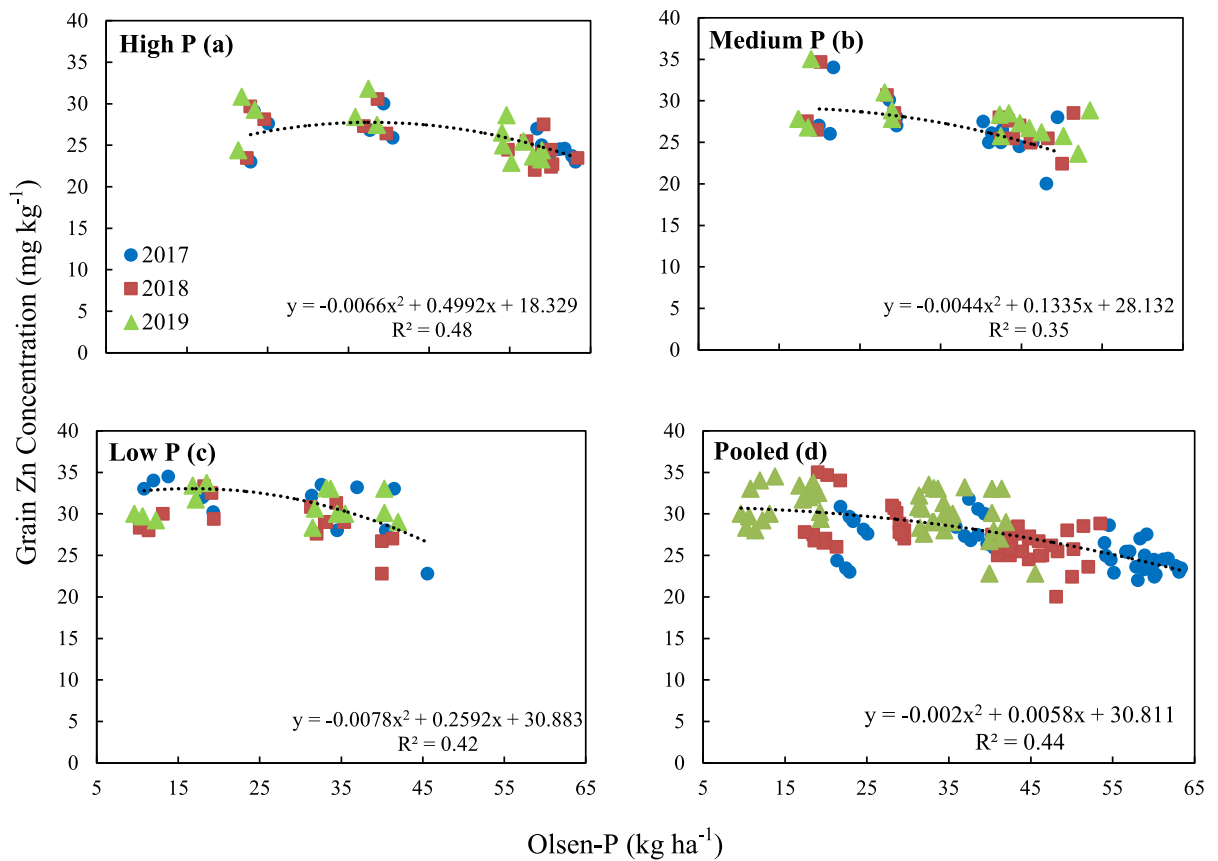 Grain Zn Concentration (mg kg⁻¹)
High P (a)
40
35
30
25
20
15
10
5
0
2017
2018
2019
y = -0.0066x² + 0.4992x + 18.329
R² = 0.48
Medium P (b)
40
35
30
25
20
15
10
5
0
y = -0.0044x² + 0.1335x + 28.132
R² = 0.35
Low P (c)
40
35
30
25
20
15
10
5
0
y = -0.0078x² + 0.2592x + 30.883
R² = 0.42
5 15 25 35 45 55 65
Pooled (d)
40
35
30
25
20
15
10
5
0
y = -0.002x² + 0.0058x + 30.811
R² = 0.44
5 15 25 35 45 55 65
Olsen-P (kg ha⁻¹)